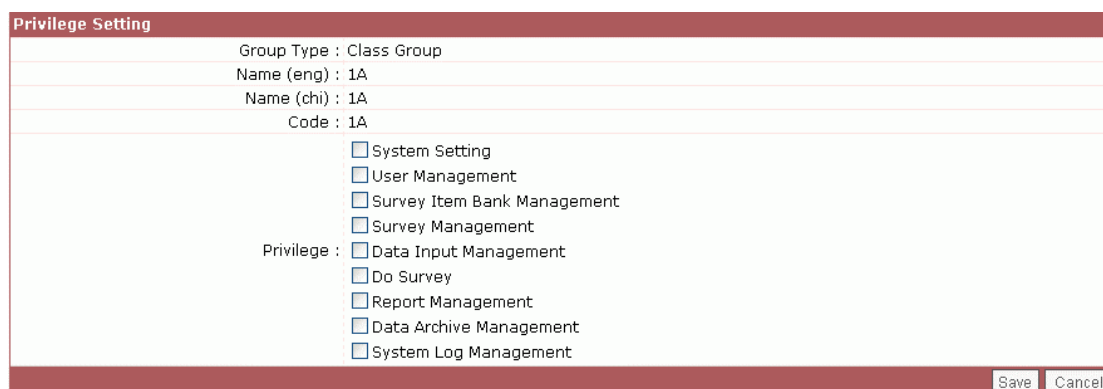 Privilege Setting
Group Type : Class Group
Name (eng) : 1A
Name (chi) : 1A
Code : 1A
System Setting
User Management
Survey Item Bank Management
Survey Management
Privilege : Data Input Management
Do Survey
Report Management
Data Archive Management
System Log Management
Save Cancel